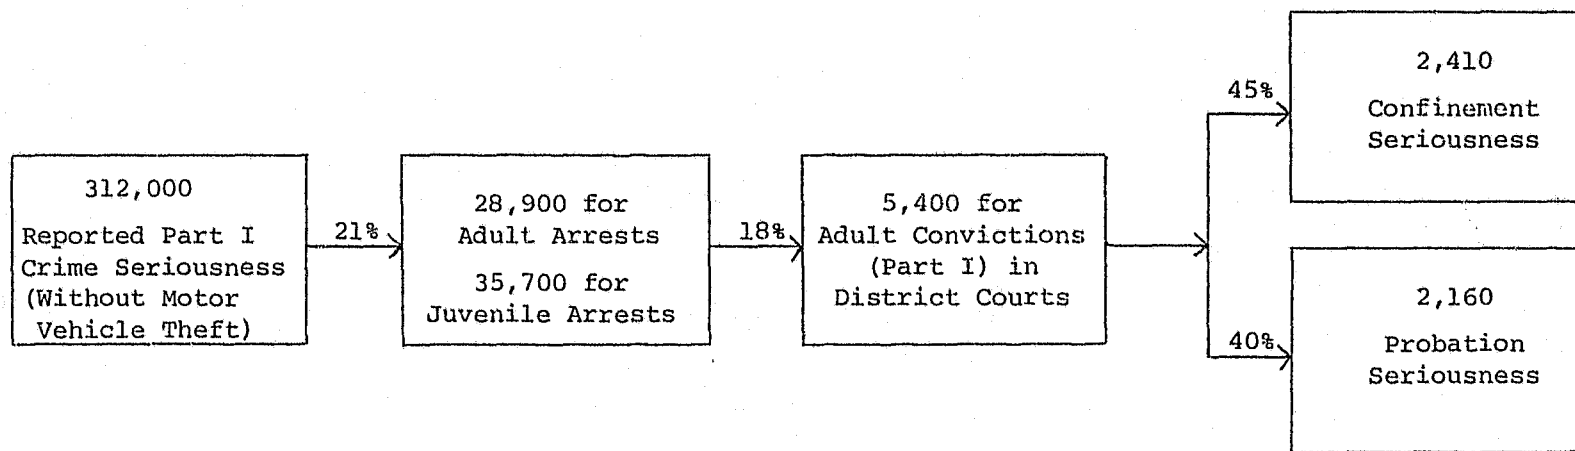 312,000
Reported Part I
Crime Seriousness
(Without Motor
Vehicle Theft)
21%
28,900 for
Adult Arrests
35,700 for
Juvenile Arrests
18%
5,400 for
Adult Convictions
(Part I) in
District Courts
45%
2,410
Confinement
Seriousness
40%
2,160
Probation
Seriousness